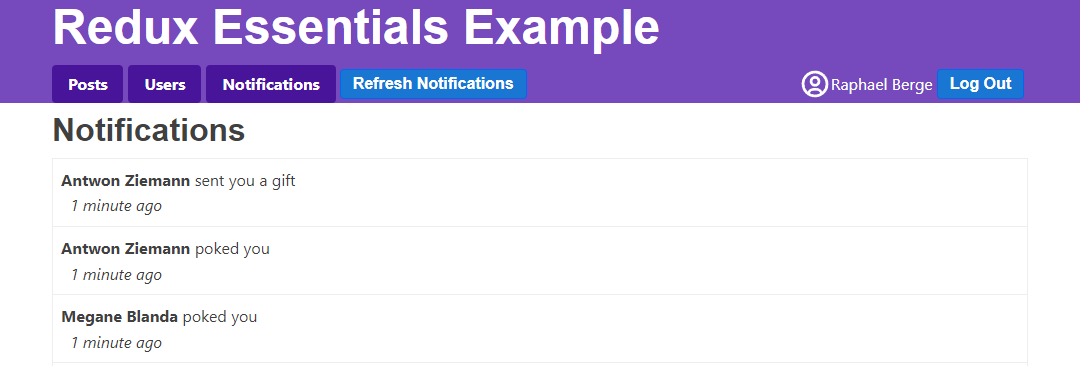 Redux Essentials Example
Posts Users Notifications Refresh Notifications Raphael Berge Log Out
Notifications
Antwon Ziemann sent you a gift
1 minute ago
Antwon Ziemann poked you
1 minute ago
Megane Blanda poked you
1 minute ago